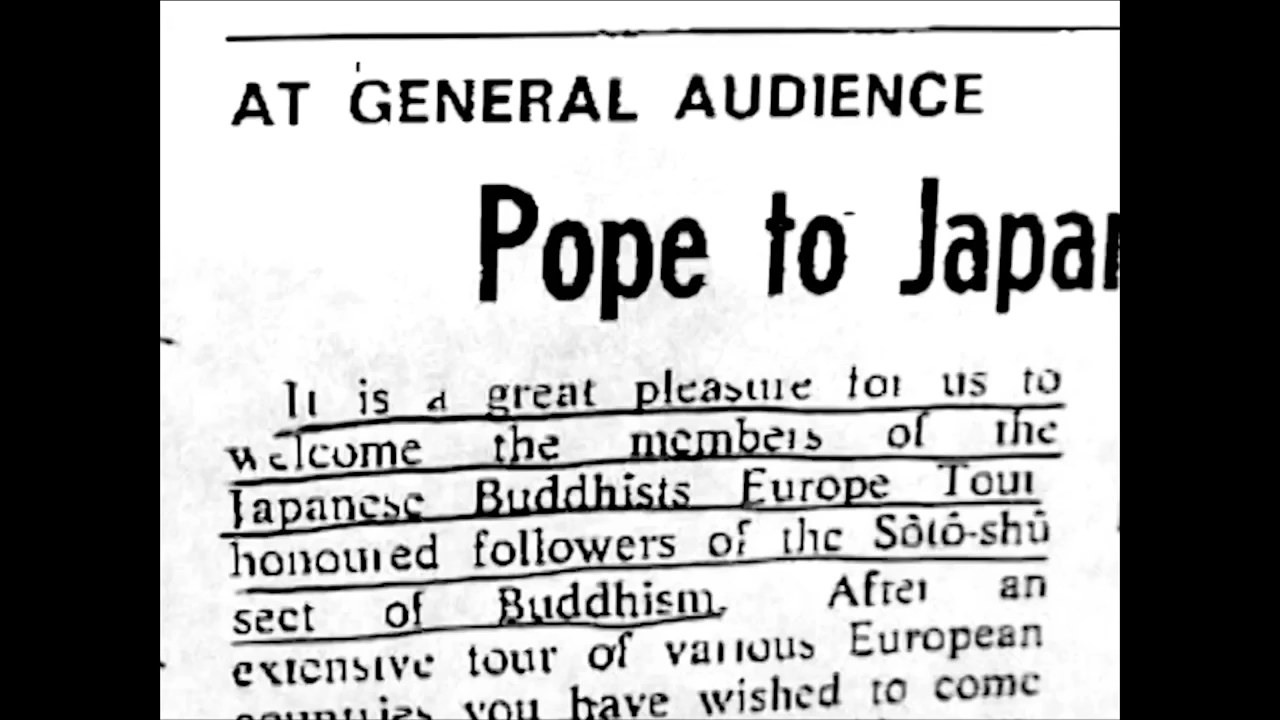 AT GENERAL AUDIENCE
Pope to Japan
It is a great pleasure for us to
welcome the members of the
Japanese Buddhists Europe Tour
honoured followers of the Sôtô-shû
sect of Buddhism. After an
extensive tour of various European
countries you have wished to come